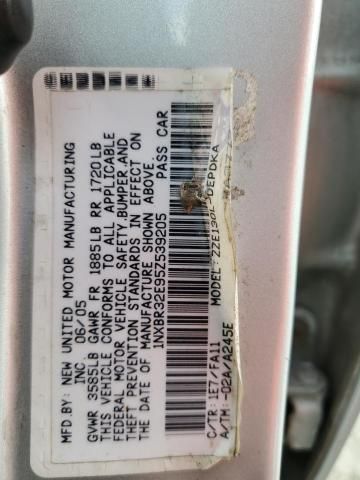 MFD.BY: NEW UNITED MOTOR MANUFACTURING
INC. 06/05
GVWR 3585LB GAWR FR 1885LB RR 1720LB
THIS VEHICLE CONFORMS TO ALL APPLICABLE
FEDERAL MOTOR VEHICLE SAFETY,BUMPER,AND
THEFT PREVENTION STANDARDS IN EFFECT ON
THE DATE OF MANUFACTURE SHOWN ABOVE.
1NXBR32E95Z539205 PASS CAR
MODEL: ZZE130L-DEPDKA
C/TR: 1E7/FA11
A/TM: -02A/A245E